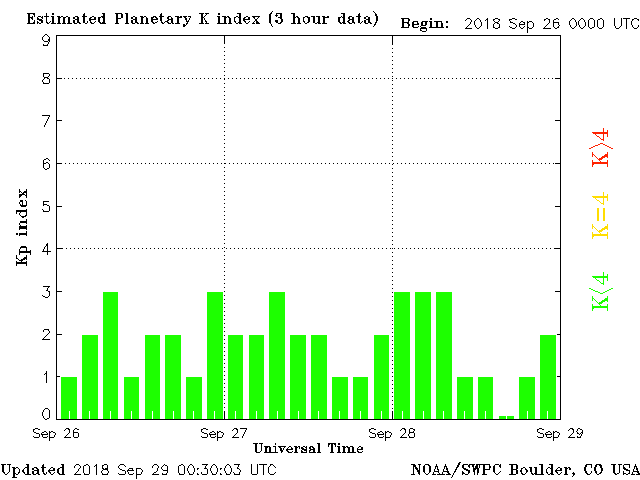 Estimated Planetary K index (3 hour data) Begin: 2018 Sep 26 0000 UTC
9
8
7
6
5
4
3
2
1
0
Kp index
K>4
K=4
K<4
Sep 26 Sep 27 Sep 28 Sep 29
Universal Time
Updated 2018 Sep 29 00:30:03 UTC NOAA/SWPC Boulder, CO USA